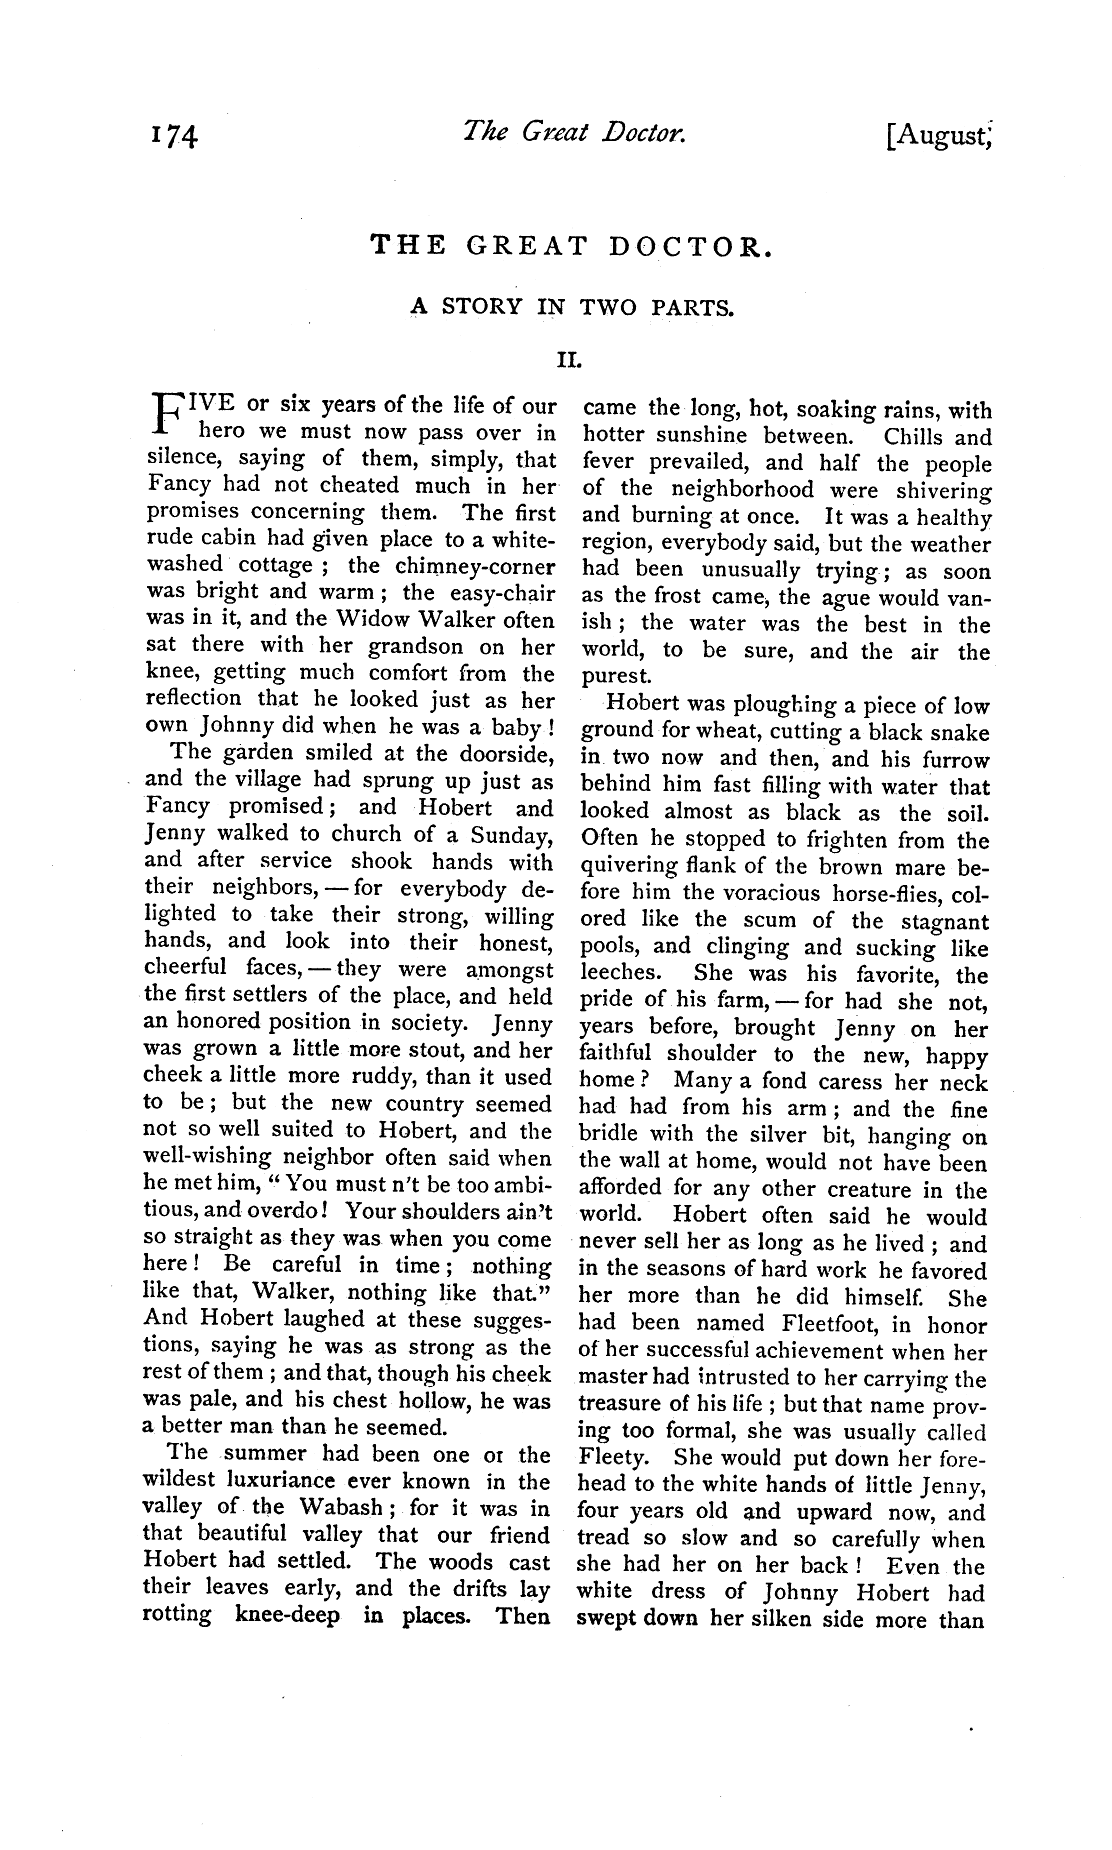 174 The Great Doctor. [August,
THE GREAT DOCTOR.
A STORY IN TWO PARTS.
II.
FIVE or six years of the life of our
hero we must now pass over in
silence, saying of them, simply, that
Fancy had not cheated much in her
promises concerning them. The first
rude cabin had given place to a white-
washed cottage ; the chimney-corner
was bright and warm ; the easy-chair
was in it, and the Widow Walker often
sat there with her grandson on her
knee, getting much comfort from the
reflection that he looked just as her
own Johnny did when he was a baby !
The garden smiled at the doorside,
and the village had sprung up just as
Fancy promised ; and Hobert and
Jenny walked to church of a Sunday,
and after service shook hands with
their neighbors, — for everybody de-
lighted to take their strong, willing
hands, and look into their honest,
cheerful faces, — they were amongst
the first settlers of the place, and held
an honored position in society. Jenny
was grown a little more stout, and her
cheek a little more ruddy, than it used
to be ; but the new country seemed
not so well suited to Hobert, and the
well-wishing neighbor often said when
he met him, “ You must n't be too ambi-
tious, and overdo ! Your shoulders ain't
so straight as they was when you come
here ! Be careful in time ; nothing
like that, Walker, nothing like that.”
And Hobert laughed at these sugges-
tions, saying he was as strong as the
rest of them ; and that, though his cheek
was pale, and his chest hollow, he was
a better man than he seemed.
The summer had been one of the
wildest luxuriance ever known in the
valley of the Wabash ; for it was in
that beautiful valley that our friend
Hobert had settled. The woods cast
their leaves early, and the drifts lay
rotting knee-deep in places. Then
came the long, hot, soaking rains, with
hotter sunshine between. Chills and
fever prevailed, and half the people
of the neighborhood were shivering
and burning at once. It was a healthy
region, everybody said, but the weather
had been unusually trying ; as soon
as the frost came, the ague would van-
ish ; the water was the best in the
world, to be sure, and the air the
purest.
Hobert was ploughing a piece of low
ground for wheat, cutting a black snake
in two now and then, and his furrow
behind him fast filling with water that
looked almost as black as the soil.
Often he stopped to frighten from the
quivering flank of the brown mare be-
fore him the voracious horse-flies, col-
ored like the scum of the stagnant
pools, and clinging and sucking like
leeches. She was his favorite, the
pride of his farm, — for had she not,
years before, brought Jenny on her
faithful shoulder to the new, happy
home ? Many a fond caress her neck
had had from his arm ; and the fine
bridle with the silver bit, hanging on
the wall at home, would not have been
afforded for any other creature in the
world. Hobert often said he would
never sell her as long as he lived ; and
in the seasons of hard work he favored
her more than he did himself. She
had been named Fleetfoot, in honor
of her successful achievement when her
master had intrusted to her carrying the
treasure of his life ; but that name prov-
ing too formal, she was usually called
Fleety. She would put down her fore-
head to the white hands of little Jenny,
four years old and upward now, and
tread so slow and so carefully when
she had her on her back ! Even the
white dress of Johnny Hobert had
swept down her silken side more than